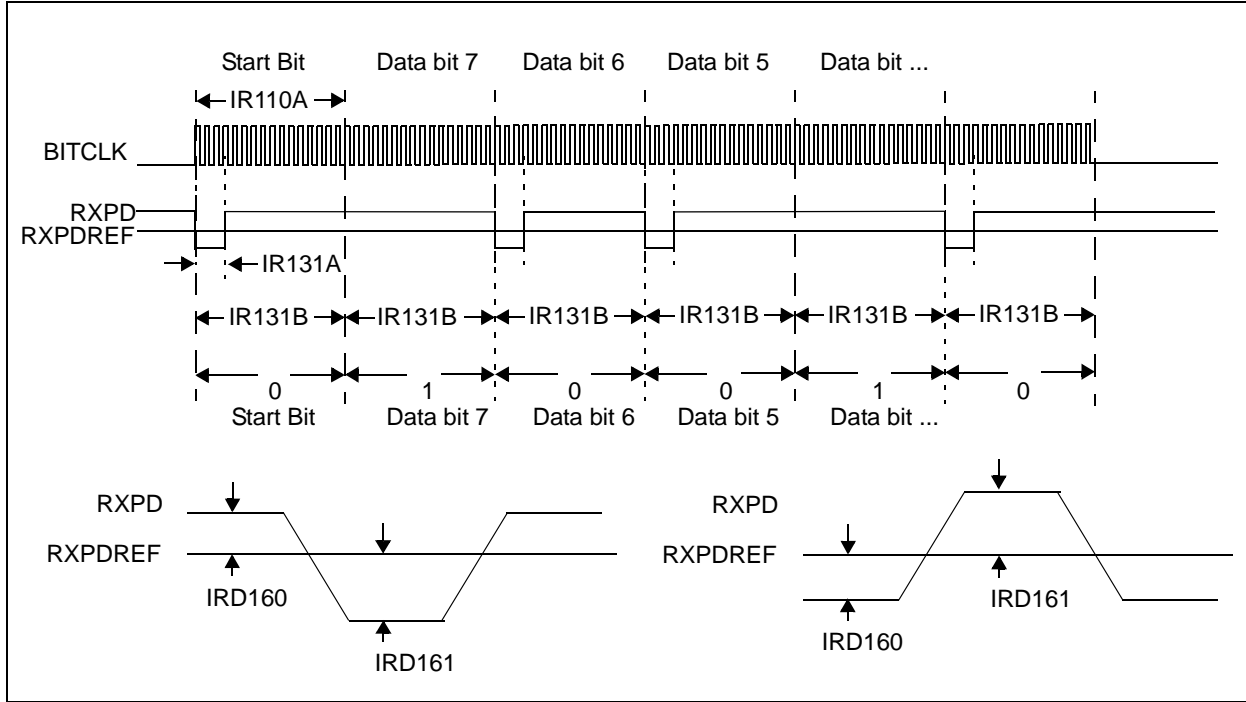 Start Bit Data bit 7 Data bit 6 Data bit 5 Data bit ...
IR110A
BITCLK
RXPD
RXPDREF
IR131A
IR131B IR131B IR131B IR131B IR131B IR131B
0 1 0 0 1 0
Start Bit Data bit 7 Data bit 6 Data bit 5 Data bit ...
RXPD
RXPDREF
IRD160
IRD161
RXPD
RXPDREF
IRD161
IRD160